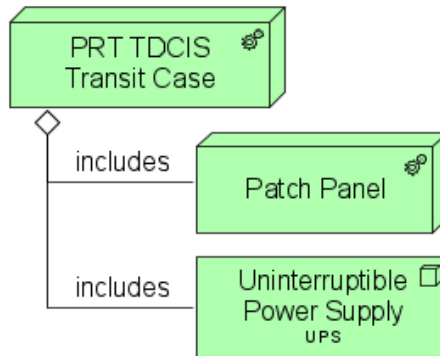 PRT TDCIS
Transit Case
includes
Patch Panel
includes
Uninterruptible
Power Supply
UPS